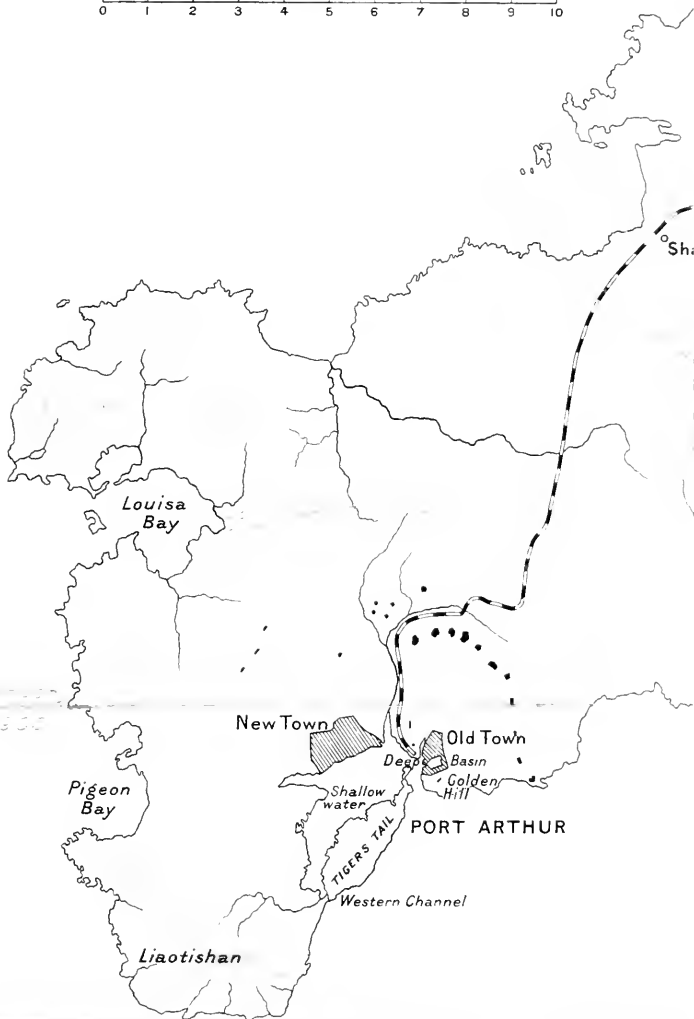 0 1 2 3 4 5 6 7 8 9 10
Sha
Louisa
Bay
New Town
Old Town
Deep Basin
Golden
Hill
Pigeon
Bay
Shallow
water
PORT ARTHUR
TIGERS TAIL
Western Channel
Liaotishan